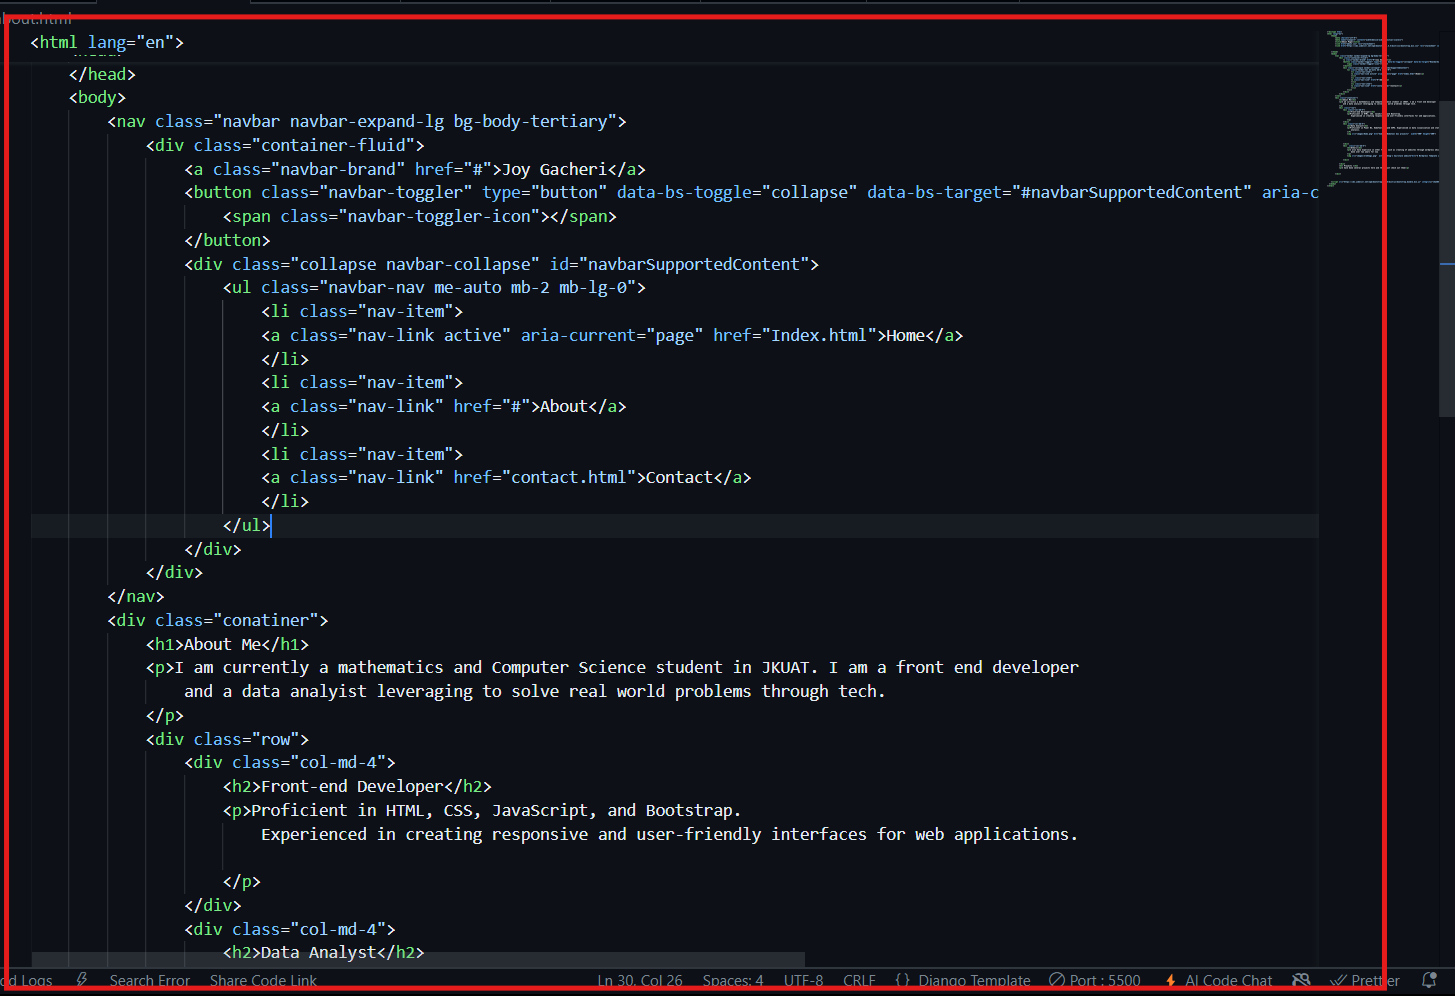 about.html
<html lang="en">
</head>
<body>
<nav class="navbar navbar-expand-lg bg-body-tertiary">
<div class="container-fluid">
<a class="navbar-brand" href="#">Joy Gacheri</a>
<button class="navbar-toggler" type="button" data-bs-toggle="collapse" data-bs-target="#navbarSupportedContent" aria-c
<span class="navbar-toggler-icon"></span>
</button>
<div class="collapse navbar-collapse" id="navbarSupportedContent">
<ul class="navbar-nav me-auto mb-2 mb-lg-0">
<li class="nav-item">
<a class="nav-link active" aria-current="page" href="Index.html">Home</a>
</li>
<li class="nav-item">
<a class="nav-link" href="#">About</a>
</li>
<li class="nav-item">
<a class="nav-link" href="contact.html">Contact</a>
</li>
</ul>
</div>
</div>
</nav>
<div class="conatiner">
<h1>About Me</h1>
<p>I am currently a mathematics and Computer Science student in JKUAT. I am a front end developer
and a data analyist leveraging to solve real world problems through tech.
</p>
<div class="row">
<div class="col-md-4">
<h2>Front-end Developer</h2>
<p>Proficient in HTML, CSS, JavaScript, and Bootstrap.
Experienced in creating responsive and user-friendly interfaces for web applications.
</p>
</div>
<div class="col-md-4">
<h2>Data Analyst</h2>
Logs Search Error Share Code Link Ln 30, Col 26 Spaces: 4 UTF-8 CRLF {} Django Template Port : 5500 AI Code Chat Prettier